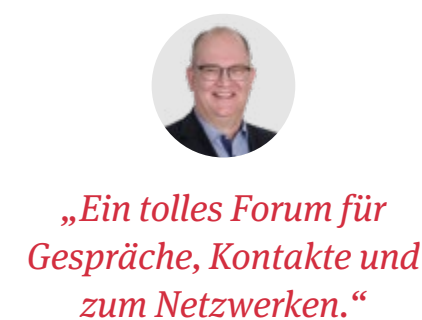 „Ein tolles Forum für
Gespräche, Kontakte und
zum Netzwerken.“